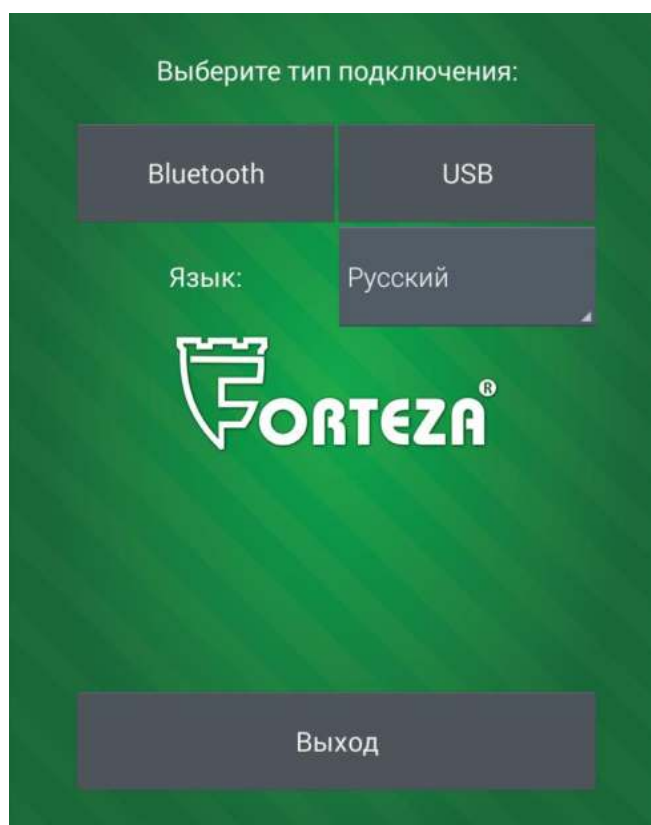 Выберите тип подключения:
Bluetooth
USB
Язык:
Русский
FORTEZA®
Выход